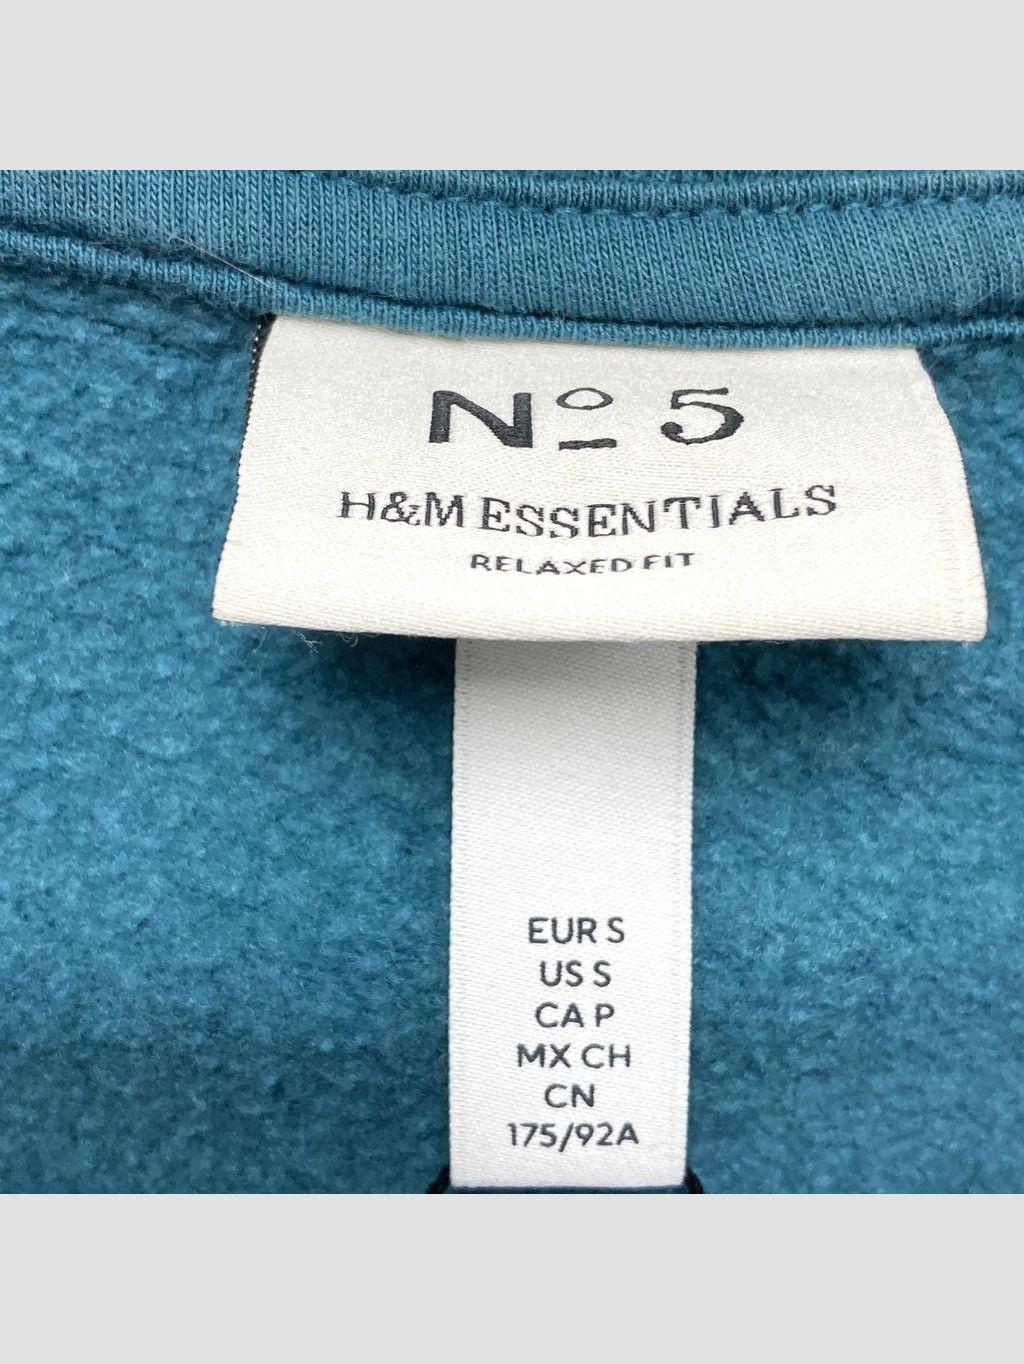 Nº 5
H&M ESSENTIALS
RELAXED FIT
EUR S
US S
CA P
MX CH
CN
175/92A